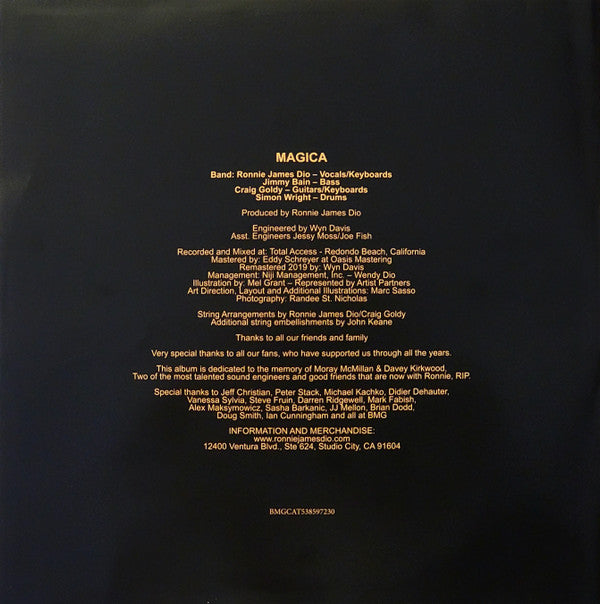 MAGICA
Band: Ronnie James Dio – Vocals/Keyboards
Jimmy Bain – Bass
Craig Goldy – Guitars/Keyboards
Simon Wright – Drums
Produced by Ronnie James Dio
Engineered by Wyn Davis
Asst. Engineers Jessy Moss/Joe Fish
Recorded and Mixed at: Total Access - Redondo Beach, California
Mastered by: Eddy Schreyer at Oasis Mastering
Remastered 2019 by: Wyn Davis
Management: Niji Management, Inc. – Wendy Dio
Illustration by: Mel Grant – Represented by Artist Partners
Art Direction, Layout and Additional Illustrations: Marc Sasso
Photography: Randee St. Nicholas
String Arrangements by Ronnie James Dio/Craig Goldy
Additional string embellishments by John Keane
Thanks to all our friends and family
Very special thanks to all our fans, who have supported us through all the years.
This album is dedicated to the memory of Moray McMillan & Davey Kirkwood,
Two of the most talented sound engineers and good friends that are now with Ronnie, RIP.
Special thanks to Jeff Christian, Peter Stack, Michael Kachko, Didier Dehauter,
Vanessa Sylvia, Steve Fruin, Darren Ridgewell, Mark Fabish,
Alex Maksymowicz, Sasha Barkanic, JJ Mellon, Brian Dodd,
Doug Smith, Ian Cunningham and all at BMG
INFORMATION AND MERCHANDISE:
www.ronniejamesdio.com
12400 Ventura Blvd., Ste 624, Studio City, CA 91604
BMGCAT538597230